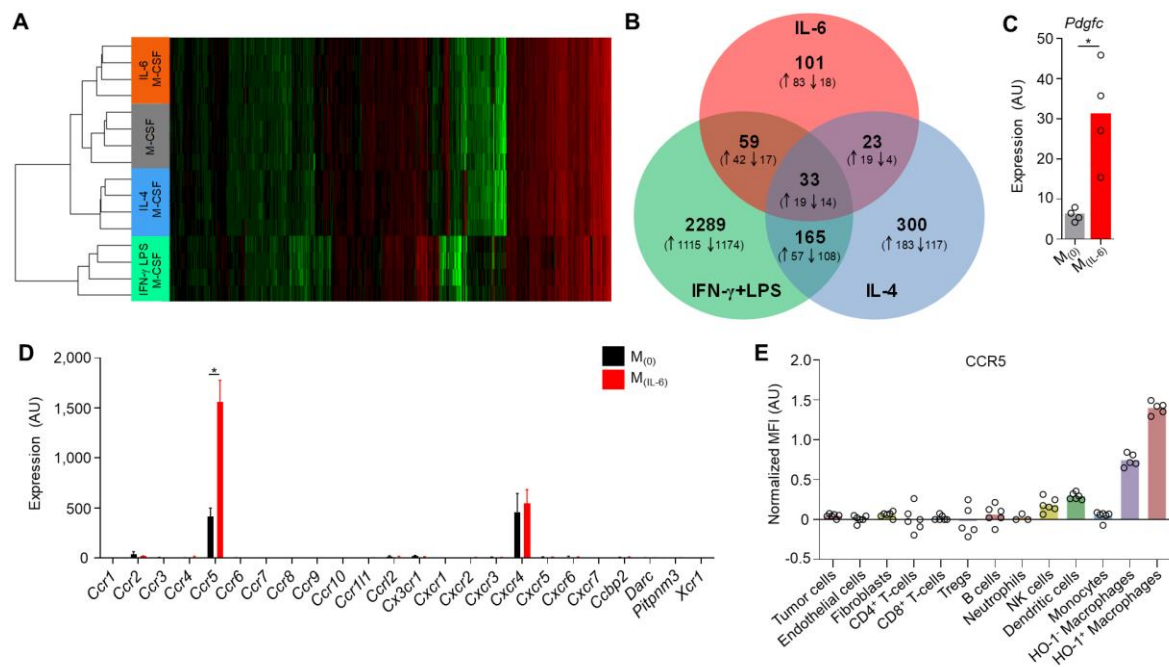 A
IL-6
M-CSF
M-CSF
IL-4
M-CSF
IFN-γ LPS
M-CSF
B
IL-6
101
(↑ 83 ↓ 18)
59
(↑ 42 ↓ 17)
23
(↑ 19 ↓ 4)
33
(↑ 19 ↓ 14)
2289
(↑ 1115 ↓1174)
300
(↑ 183 ↓117)
165
(↑ 57 ↓ 108)
IFN-γ+LPS
IL-4
C
Pdgfc
*
Expression (AU)
50
40
30
20
10
0
M(0)
M(IL-6)
D
Expression (AU)
2,000
1,500
1,000
500
0
*
M(0)
M(IL-6)
Ccr1
Ccr2
Ccr3
Ccr4
Ccr5
Ccr6
Ccr7
Ccr8
Ccr9
Ccr10
Ccr1l1
Ccrl2
Cx3cr1
Cxcr1
Cxcr2
Cxcr3
Cxcr4
Cxcr5
Cxcr6
Cxcr7
Ccbp2
Darc
Pitpnm3
Xcr1
E
CCR5
Normalized MFI (AU)
2.0
1.5
1.0
0.5
0
-0.5
Tumor cells
Endothelial cells
Fibroblasts
CD4+ T-cells
CD8+ T-cells
Tregs
B cells
Neutrophils
NK cells
Dendritic cells
Monocytes
HO-1- Macrophages
HO-1+ Macrophages